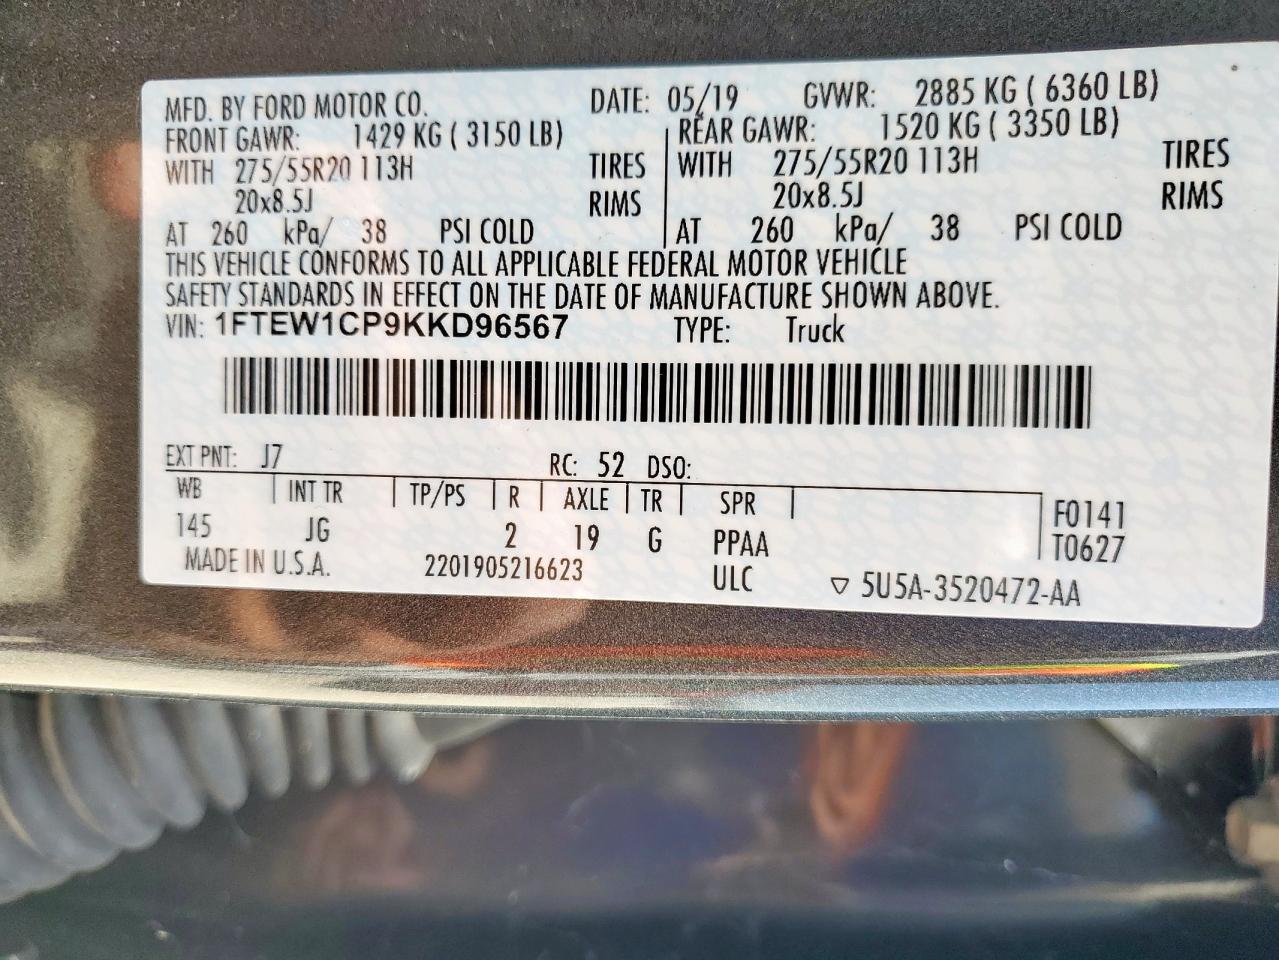 MFD. BY FORD MOTOR CO. DATE: 05/19 GVWR: 2885 KG ( 6360 LB)
FRONT GAWR: 1429 KG ( 3150 LB) REAR GAWR: 1520 KG ( 3350 LB)
WITH 275/55R20 113H TIRES WITH 275/55R20 113H TIRES
20x8.5J RIMS 20x8.5J RIMS
AT 260 kPa/ 38 PSI COLD AT 260 kPa/ 38 PSI COLD
THIS VEHICLE CONFORMS TO ALL APPLICABLE FEDERAL MOTOR VEHICLE
SAFETY STANDARDS IN EFFECT ON THE DATE OF MANUFACTURE SHOWN ABOVE.
VIN: 1FTEW1CP9KKD96567 TYPE: Truck
EXT PNT: J7 RC: 52 DSO:
WB INT TR TP/PS R AXLE TR SPR F0141
145 JG 2 19 G PPAA T0627
MADE IN U.S.A. 2201905216623 ULC ▽ 5U5A-3520472-AA